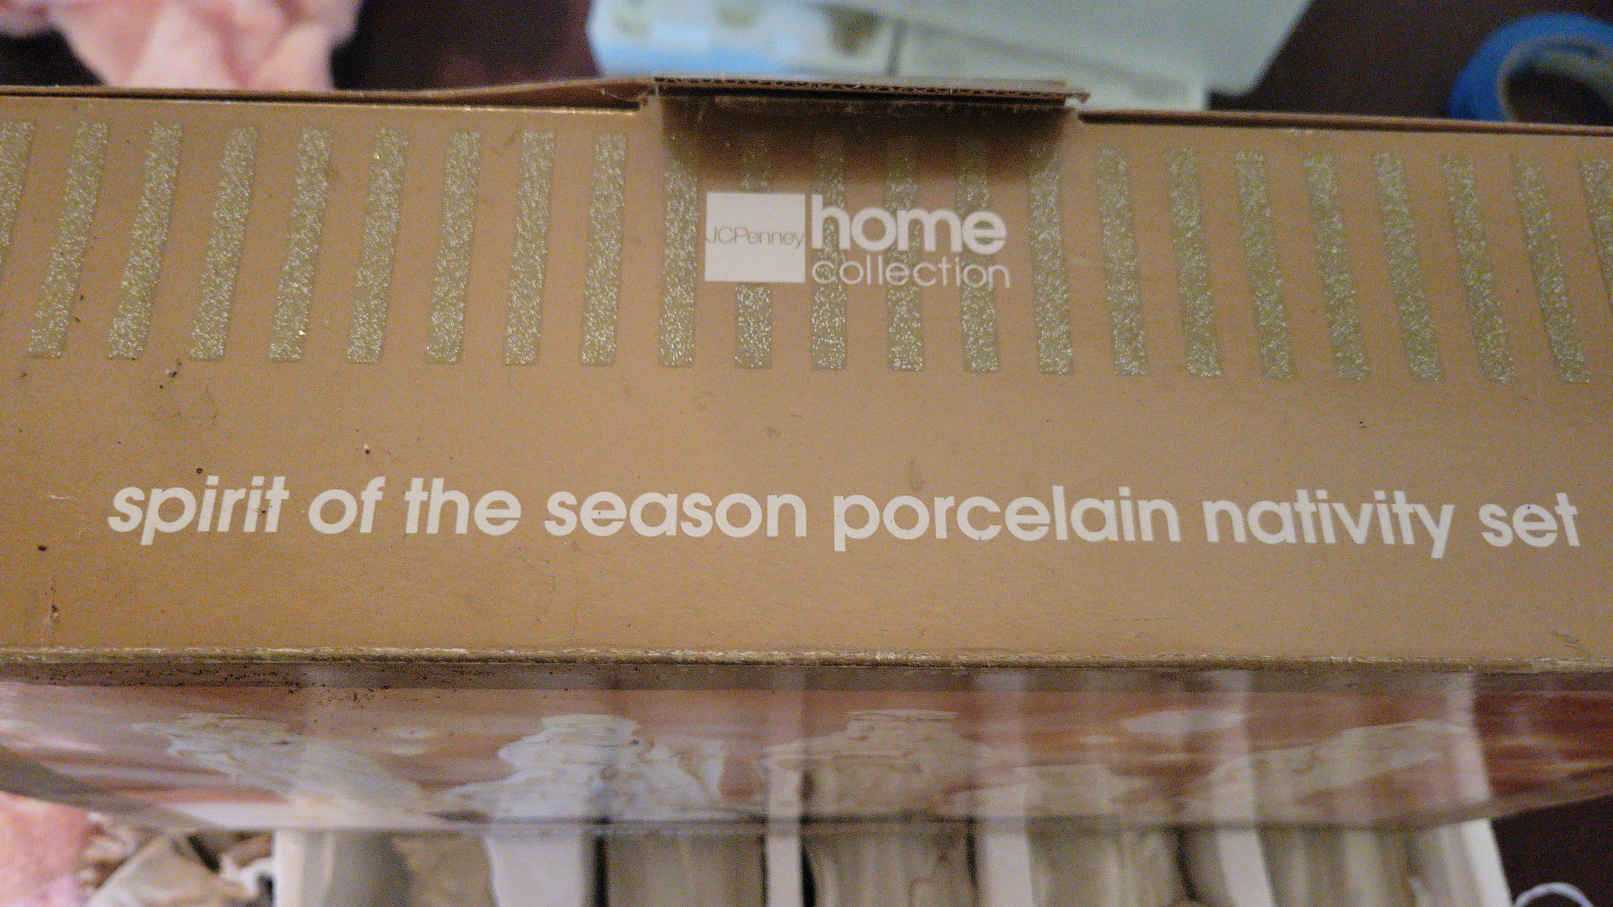 JCPenney
home
collection
spirit of the season porcelain nativity set